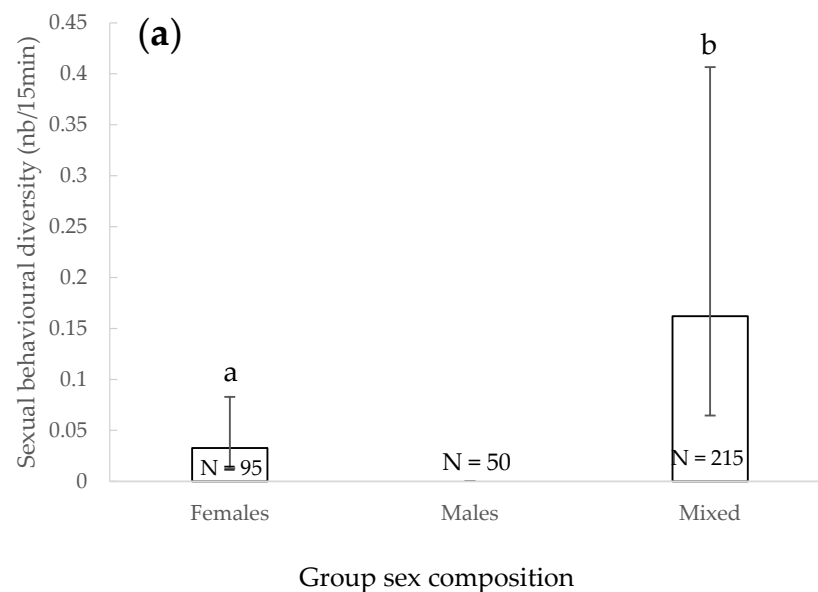 (a)
Sexual behavioural diversity (nb/15min)
0.45
0.4
0.35
0.3
0.25
0.2
0.15
0.1
0.05
0
a
b
N = 95
N = 50
N = 215
Females
Males
Mixed
Group sex composition